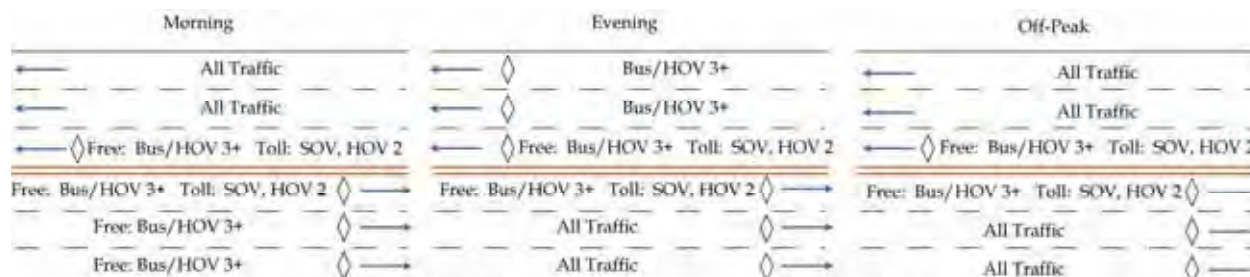 Morning
All Traffic
All Traffic
Free: Bus/HOV 3+ Toll: SOV, HOV 2
Free: Bus/HOV 3+ Toll: SOV, HOV 2
Free: Bus/HOV 3+
Free: Bus/HOV 3+
Evening
Bus/HOV 3+
Bus/HOV 3+
Free: Bus/HOV 3+ Toll: SOV, HOV 2
Free: Bus/HOV 3+ Toll: SOV, HOV 2
All Traffic
All Traffic
Off-Peak
All Traffic
All Traffic
Free: Bus/HOV 3+ Toll: SOV, HOV 2
Free: Bus/HOV 3+ Toll: SOV, HOV 2
All Traffic
All Traffic